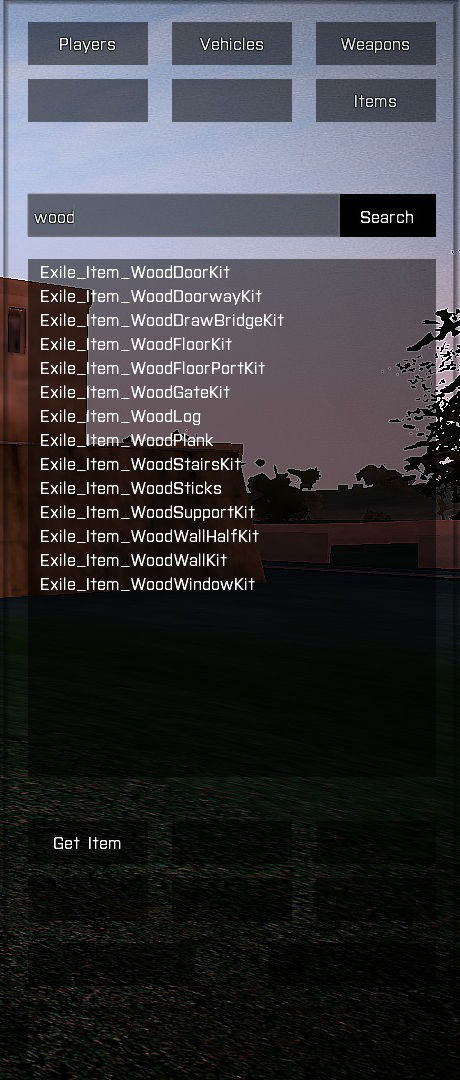 Players Vehicles Weapons
Items
wood Search
Exile_Item_WoodDoorKit
Exile_Item_WoodDoorwayKit
Exile_Item_WoodDrawBridgeKit
Exile_Item_WoodFloorKit
Exile_Item_WoodFloorPortKit
Exile_Item_WoodGateKit
Exile_Item_WoodLog
Exile_Item_WoodPlank
Exile_Item_WoodStairsKit
Exile_Item_WoodSticks
Exile_Item_WoodSupportKit
Exile_Item_WoodWallHalfKit
Exile_Item_WoodWallKit
Exile_Item_WoodWindowKit
Get Item